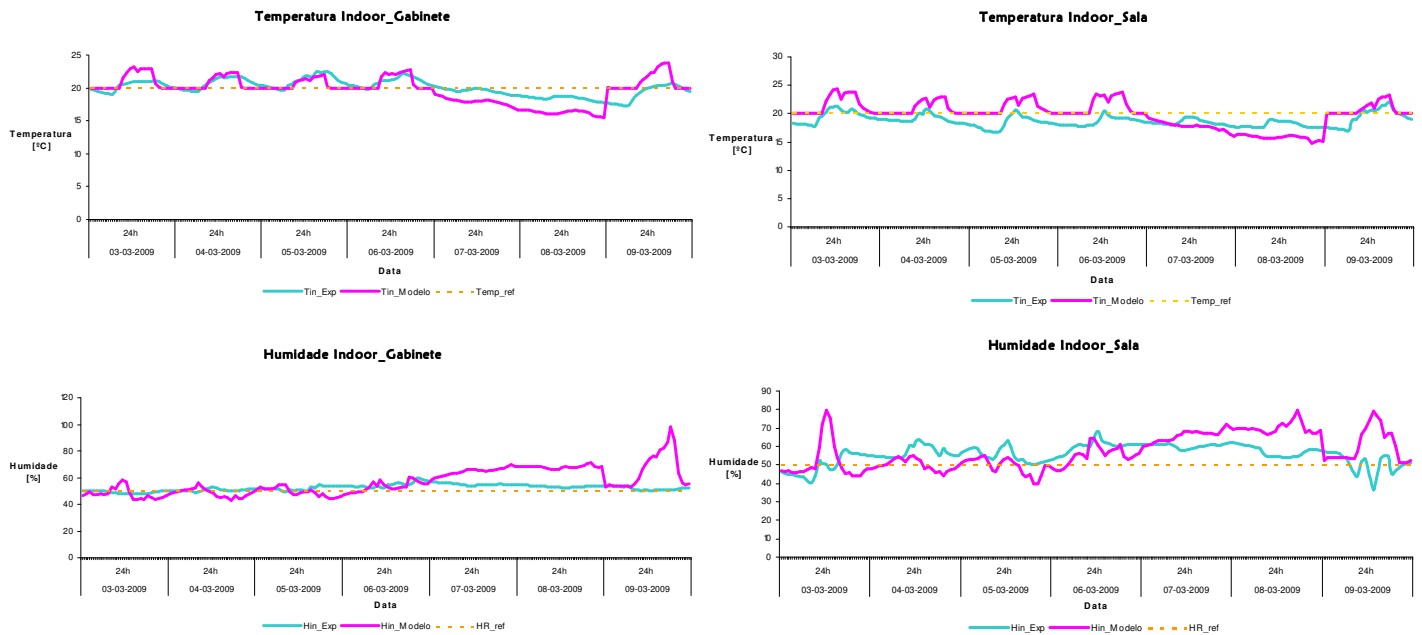 Temperatura Indoor_Gabinete
25
20
15
10
5
0
Temperatura
[ºC]
24h 24h 24h 24h 24h 24h 24h
03-03-2009 04-03-2009 05-03-2009 06-03-2009 07-03-2009 08-03-2009 09-03-2009
Data
Tin_Exp Tin_Modelo Temp_ref
Temperatura Indoor_Sala
30
25
20
15
10
5
0
Temperatura
[ºC]
24h 24h 24h 24h 24h 24h 24h
03-03-2009 04-03-2009 05-03-2009 06-03-2009 07-03-2009 08-03-2009 09-03-2009
Data
Tin_Exp Tin_Modelo Temp_ref
Humidade Indoor_Gabinete
120
100
80
60
40
20
0
Humidade
[%]
24h 24h 24h 24h 24h 24h 24h
03-03-2009 04-03-2009 05-03-2009 06-03-2009 07-03-2009 08-03-2009 09-03-2009
Data
Hin_Exp Hin_Modelo HR_ref
Humidade Indoor_Sala
90
80
70
60
50
40
30
20
10
0
Humidade
[%]
24h 24h 24h 24h 24h 24h 24h
03-03-2009 04-03-2009 05-03-2009 06-03-2009 07-03-2009 08-03-2009 09-03-2009
Data
Hin_Exp Hin_Modelo HR_ref